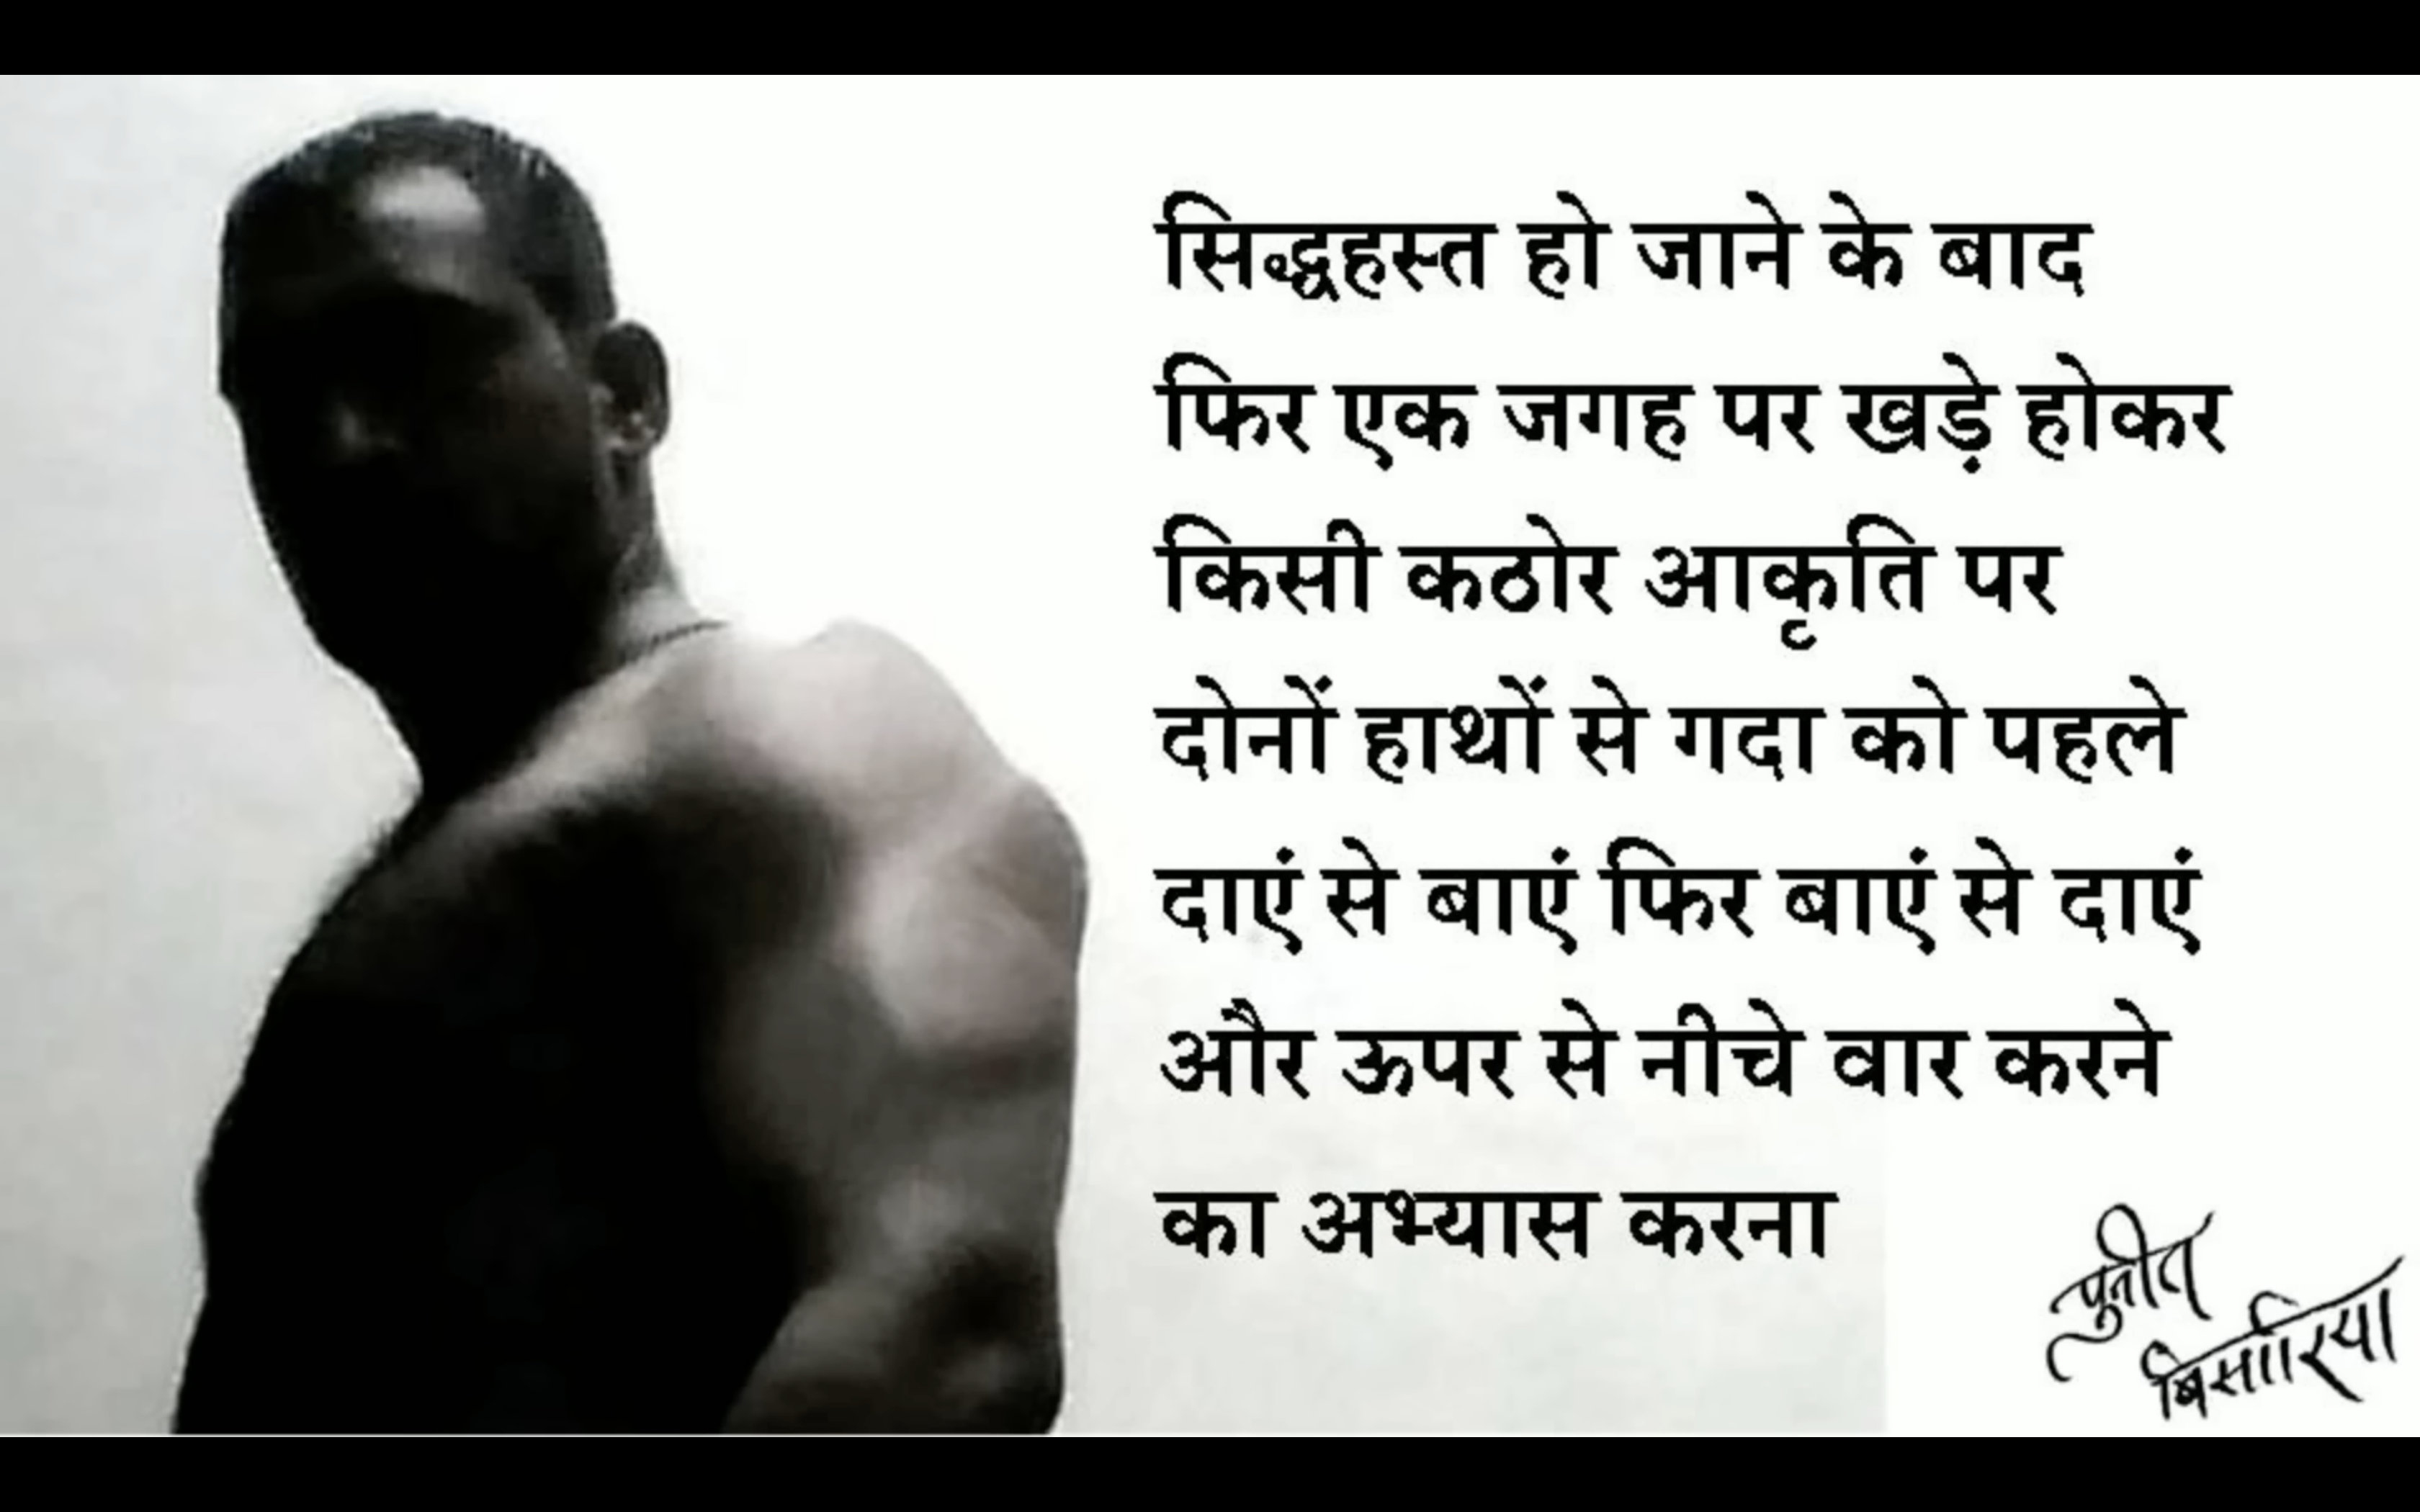 सिद्धहस्त हो जाने के बाद
फिर एक जगह पर खड़े होकर
किसी कठोर आकृति पर
दोनों हाथों से गदा को पहले
दाएं से बाएं फिर बाएं से दाएं
और ऊपर से नीचे वार करने
का अभ्यास करना
पुनीत
बिसारिया